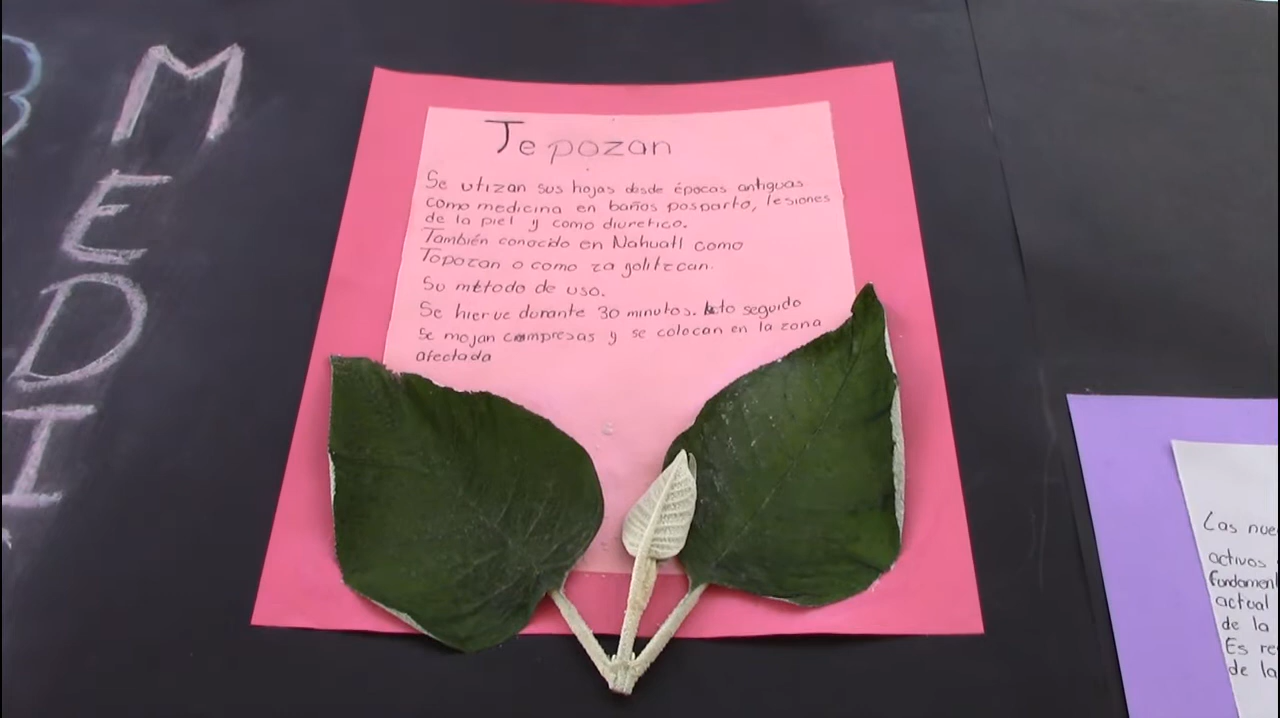 M
E
D
I
Tepozan
Se utizan sus hojas desde épocas antiguas
como medicina en baños posparto, lesiones
de la piel y como diuretico.
También conocido en Nahuatl como
Topozan o como za yolitzcan.
Su método de uso.
Se hierve durante 30 minutos. seguido
se mojan compresas y se colocan en la zona
afectada
Las nue
activos
fundamen
actual
de la
Es re
de la